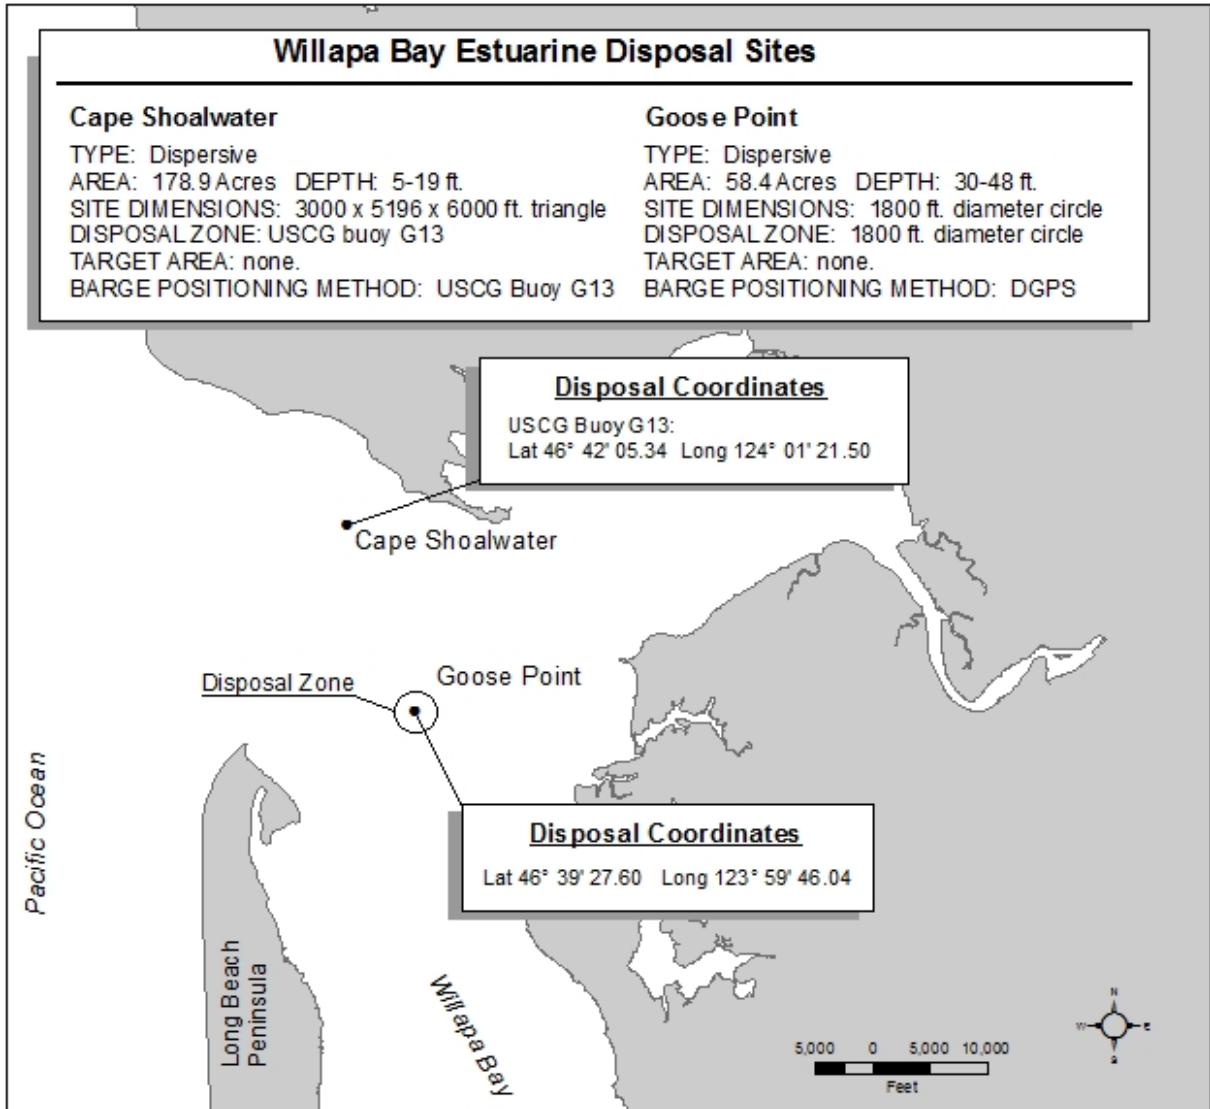 Willapa Bay Estuarine Disposal Sites
Cape Shoalwater
TYPE: Dispersive
AREA: 178.9 Acres DEPTH: 5-19 ft.
SITE DIMENSIONS: 3000 x 5196 x 6000 ft. triangle
DISPOSAL ZONE: USCG buoy G13
TARGET AREA: none.
BARGE POSITIONING METHOD: USCG Buoy G13
Goose Point
TYPE: Dispersive
AREA: 58.4 Acres DEPTH: 30-48 ft.
SITE DIMENSIONS: 1800 ft. diameter circle
DISPOSAL ZONE: 1800 ft. diameter circle
TARGET AREA: none.
BARGE POSITIONING METHOD: DGPS
Disposal Coordinates
USCG Buoy G13:
Lat 46° 42' 05.34 Long 124° 01' 21.50
Cape Shoalwater
Goose Point
Disposal Zone
Disposal Coordinates
Lat 46° 39' 27.60 Long 123° 59' 46.04
Pacific Ocean
Long Beach
Peninsula
Willapa Bay
N
W E
S
5,000 0 5,000 10,000
Feet